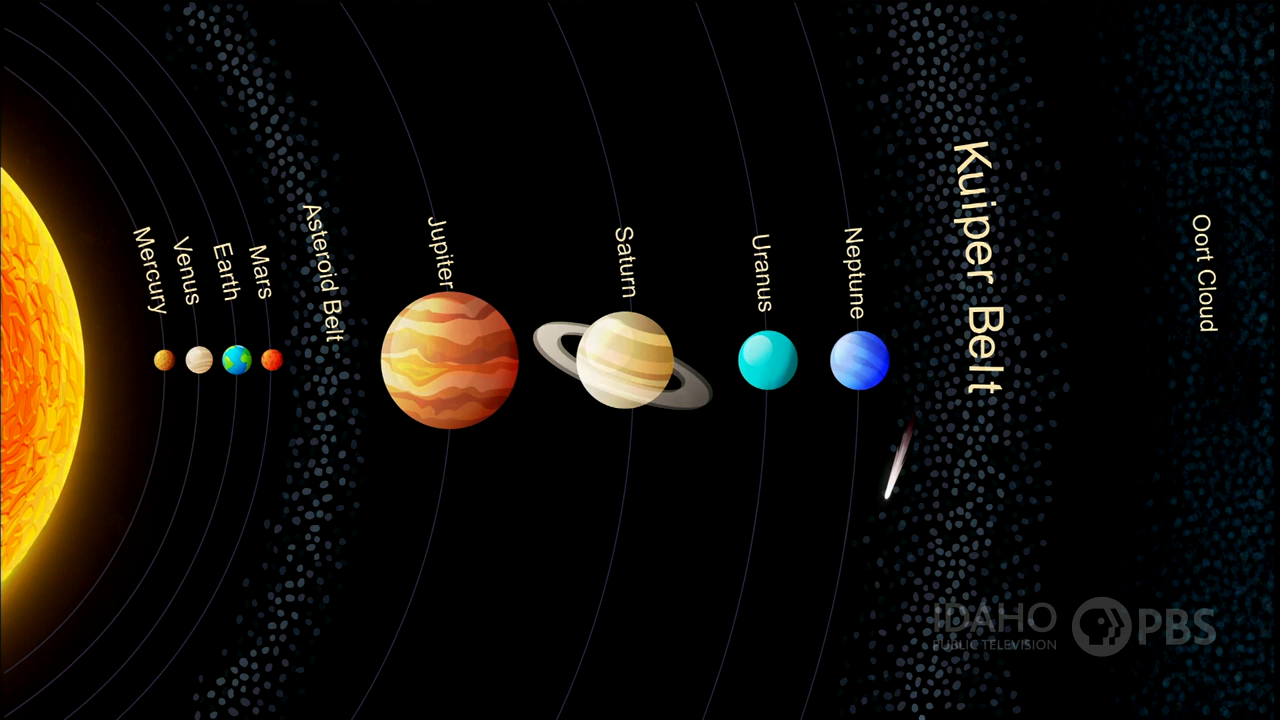 Mercury
Venus
Earth
Mars
Asteroid Belt
Jupiter
Saturn
Uranus
Neptune
Kuiper Belt
Oort Cloud
IDAHO
PUBLIC TELEVISION
PBS